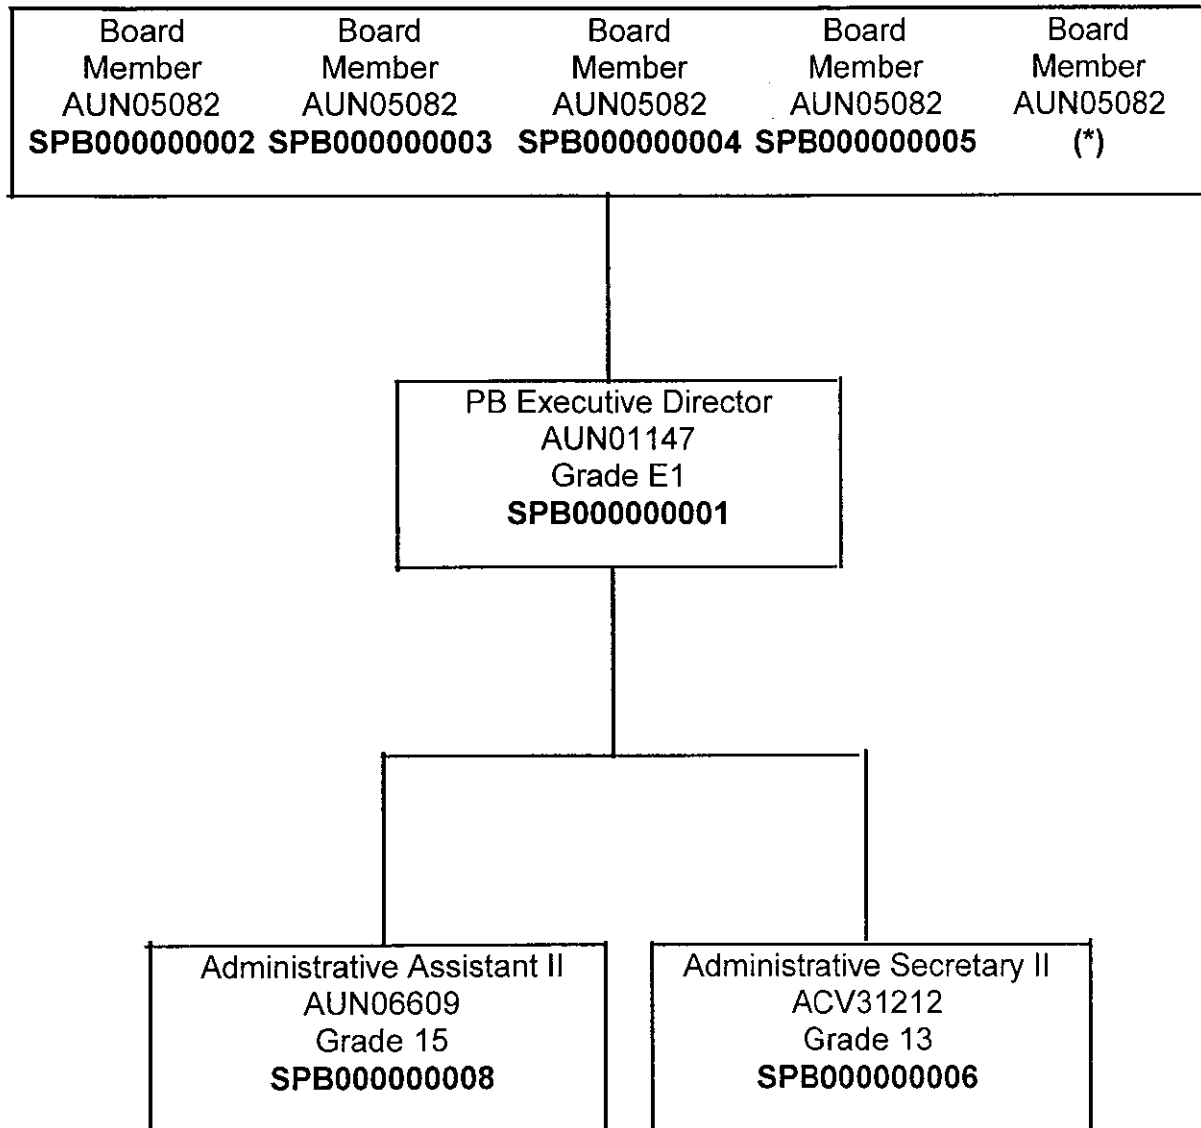 Board Board Board Board Board
Member Member Member Member Member
AUN05082 AUN05082 AUN05082 AUN05082 AUN05082
SPB000000002 SPB000000003 SPB000000004 SPB000000005 (*)
PB Executive Director
AUN01147
Grade E1
SPB000000001
Administrative Assistant II
AUN06609
Grade 15
SPB000000008
Administrative Secretary II
ACV31212
Grade 13
SPB000000006